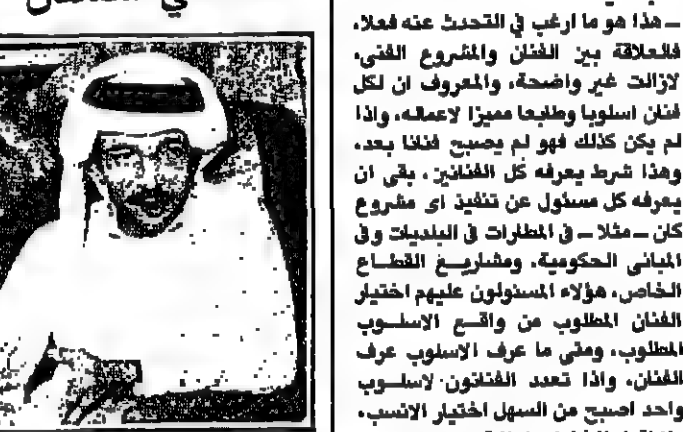 – هذا هو ما ارغب في التحدث عنه فعلا،
فالعلاقة بين الفنان والمشروع الفني،
لازالت غير واضحة، والمعروف ان لكل
فنان اسلوبا وطابعا مميزا لاعماله، واذا
لم يكن كذلك فهو لم يصبح فنانا بعد،
وهذا شرط يعرفه كل الفنانين، بقى ان
يعرفه كل مسئول عن تنفيذ اى مشروع
كان – مثلا – في المطارات في البلديات وفي
المبانى الحكومية، ومشاريع القطاع
الخاص، هؤلاء المسئولون عليهم اختيار
الفنان المطلوب من واقع الاسلوب
المطلوب، ومتى ما عرف الاسلوب عرف
الفنان، واذا تعدد الفنانون لاسلوب
واحد اصبح من السهل اختيار الانسب،
في